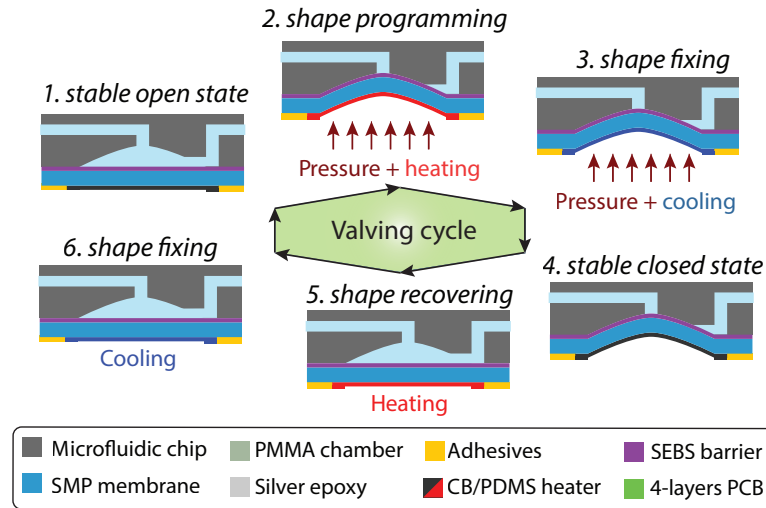 2. shape programming
3. shape fixing
1. stable open state
Pressure + heating
Pressure + cooling
Valving cycle
6. shape fixing
4. stable closed state
5. shape recovering
Cooling
Heating
Microfluidic chip
PMMA chamber
Adhesives
SEBS barrier
SMP membrane
Silver epoxy
CB/PDMS heater
4-layers PCB